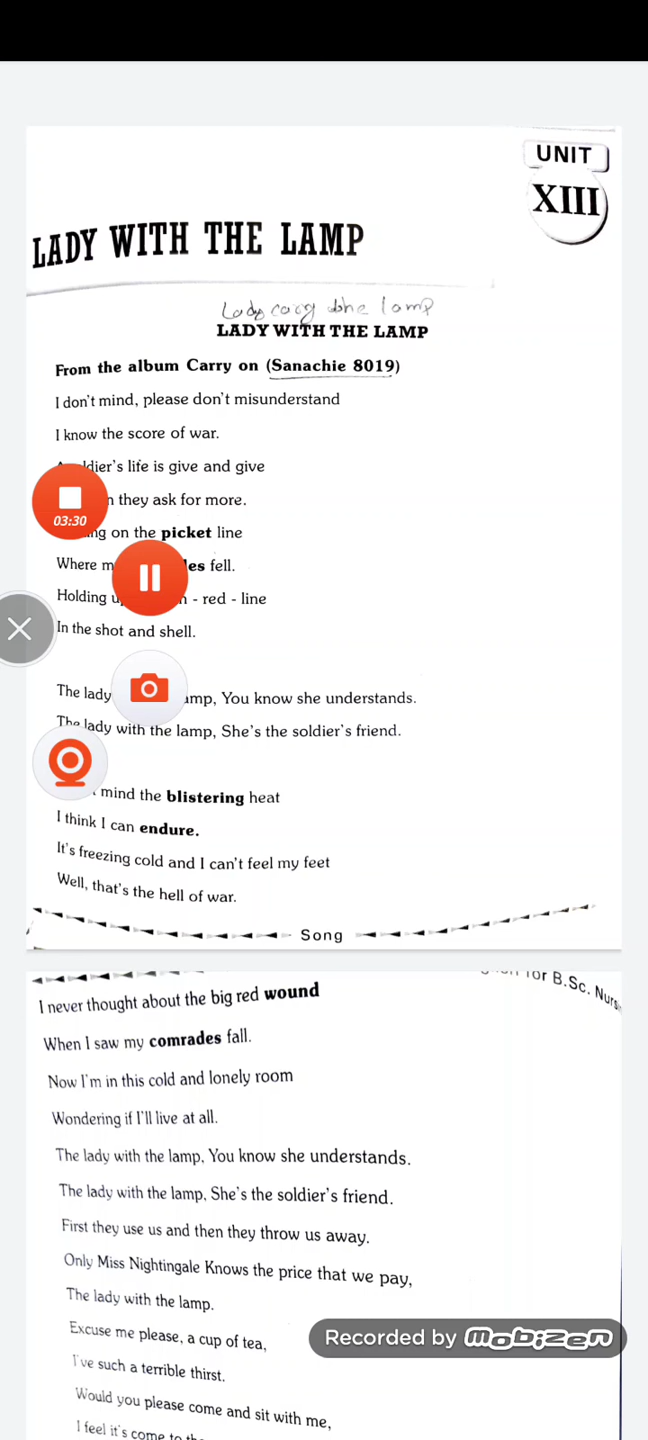 UNIT
XIII
LADY WITH THE LAMP
the lamp
LADY WITH THE LAMP
From the album Carry on (Sanachie 8019)
I don't mind, please don't misunderstand
I know the score of war.
life is give and give
they ask for more.
03:30
on the picket line
Where fell.
Holding - red - line
In the shot and shell.
The lady You know she understands.
The lady with the lamp, She's the soldier's friend.
mind the blistering heat
I think I can endure.
It's freezing cold and I can't feel my feet
Well, that's the hell of war.
Song
for B.Sc.
I never thought about the big red wound
When I saw my comrades fall.
Now I'm in this cold and lonely room
Wondering if I'll live at all.
The lady with the lamp, You know she understands.
The lady with the lamp, She's the soldier's friend.
First they use us and then they throw us away.
Only Miss Nightingale Knows the price that we pay,
The lady with the lamp.
Excuse me please, a cup of tea,
Recorded by mobizen
I've such a terrible thirst.
Would you please come and sit with me,
I feel it's come to